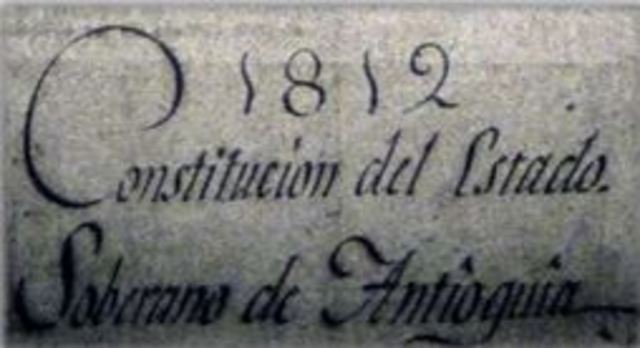 1812
Constitucion del Estado.
Soberano de Antioquia